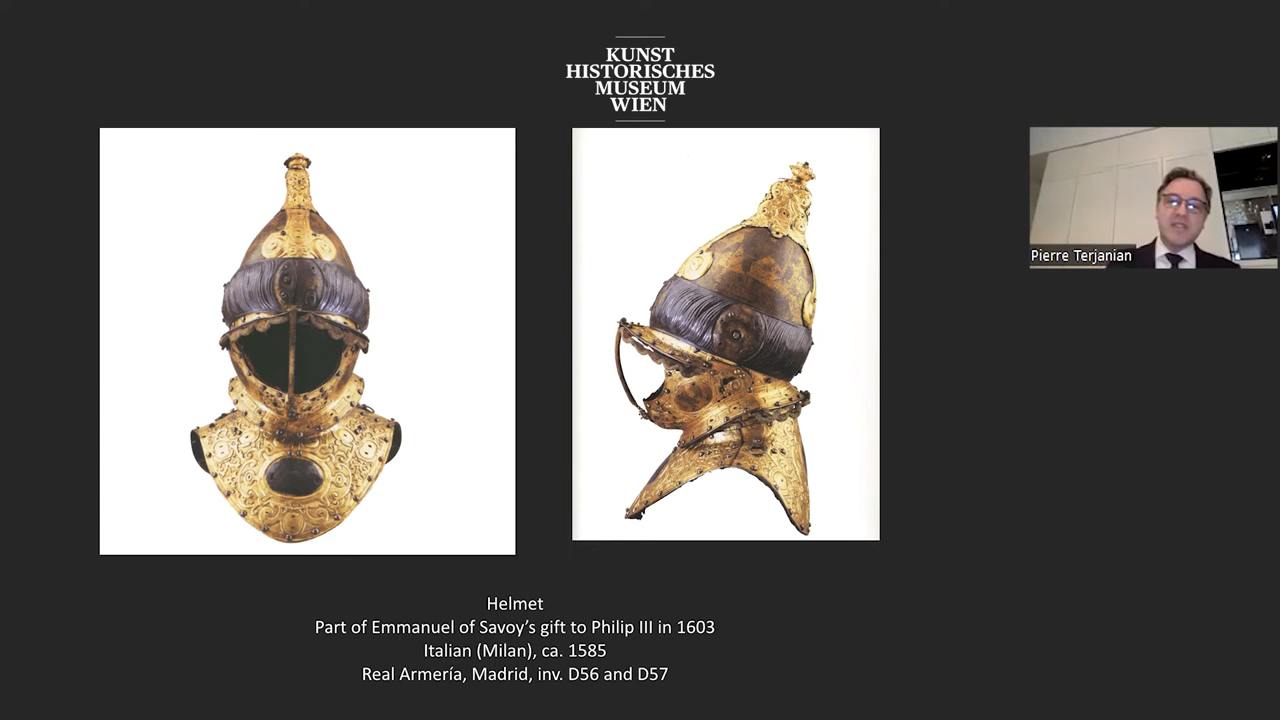 KUNST
HISTORISCHES
MUSEUM
WIEN
Pierre Terjanian
Helmet
Part of Emmanuel of Savoy’s gift to Philip III in 1603
Italian (Milan), ca. 1585
Real Armería, Madrid, inv. D56 and D57